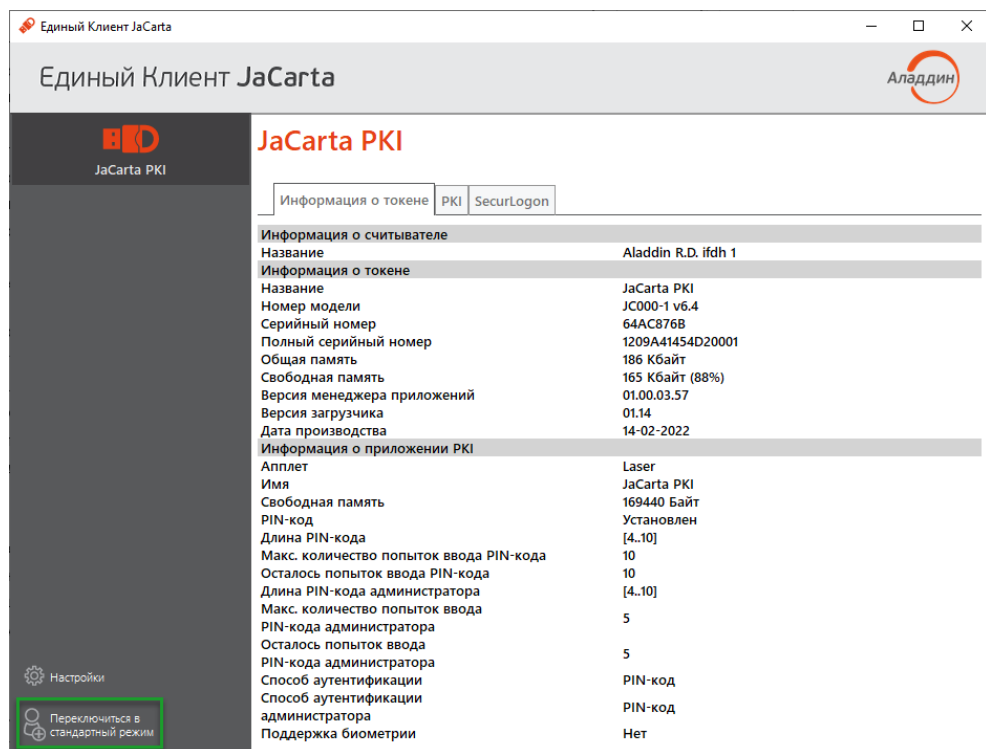 Единый Клиент JaCarta
Единый Клиент JaCarta
Аладдин
JaCarta PKI
JaCarta PKI
Информация о токене PKI SecurLogon
Информация о считывателе
Название Aladdin R.D. ifdh 1
Информация о токене
Название JaCarta PKI
Номер модели JC000-1 v6.4
Серийный номер 64AC876B
Полный серийный номер 1209A41454D20001
Общая память 186 Кбайт
Свободная память 165 Кбайт (88%)
Версия менеджера приложений 01.00.03.57
Версия загрузчика 01.14
Дата производства 14-02-2022
Информация о приложении PKI
Апплет Laser
Имя JaCarta PKI
Свободная память 169440 Байт
PIN-код Установлен
Длина PIN-кода [4..10]
Макс. количество попыток ввода PIN-кода 10
Осталось попыток ввода PIN-кода 10
Длина PIN-кода администратора [4..10]
Макс. количество попыток ввода
PIN-кода администратора 5
Осталось попыток ввода
PIN-кода администратора 5
Способ аутентификации PIN-код
Способ аутентификации
администратора PIN-код
Поддержка биометрии Нет
Настройки
Переключиться в
стандартный режим